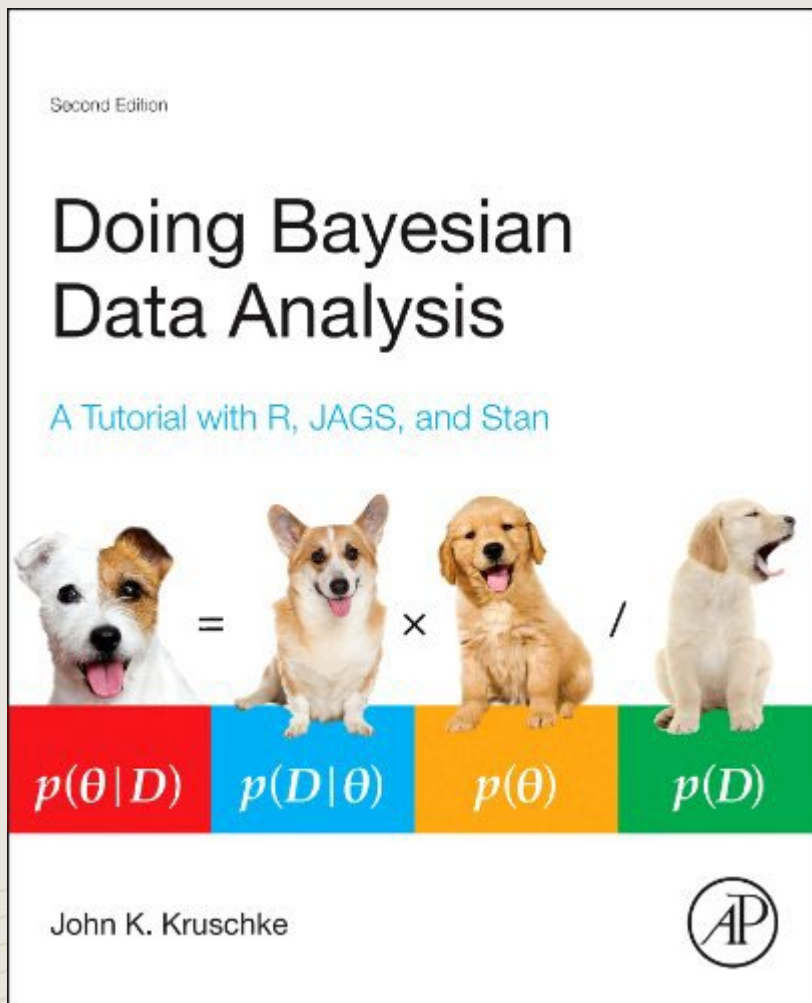 Second Edition
Doing Bayesian
Data Analysis
A Tutorial with R, JAGS, and Stan
= × /
p(θ|D) p(D|θ) p(θ) p(D)
John K. Kruschke
AP